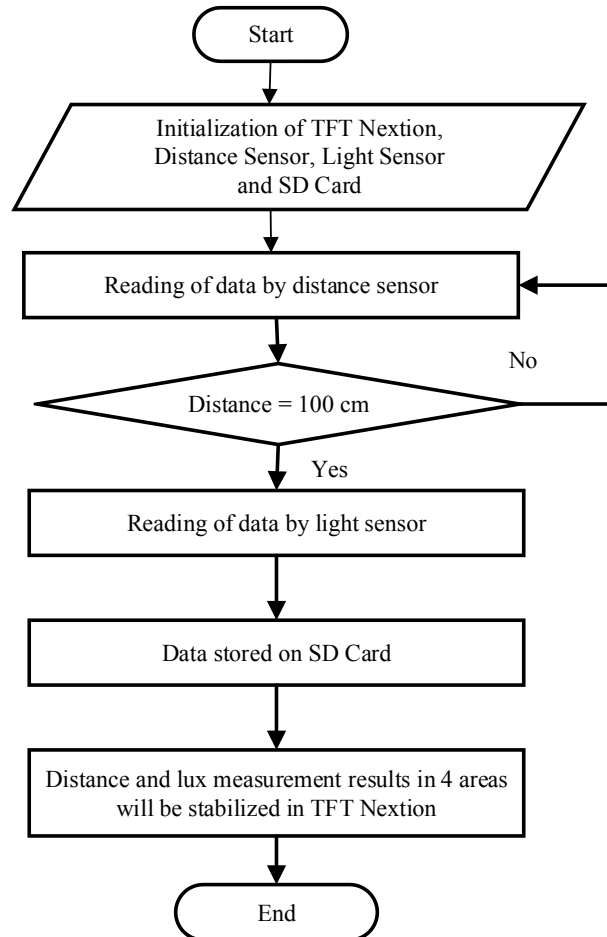 Start
Initialization of TFT Nextion,
Distance Sensor, Light Sensor
and SD Card
Reading of data by distance sensor
No
Distance = 100 cm
Yes
Reading of data by light sensor
Data stored on SD Card
Distance and lux measurement results in 4 areas
will be stabilized in TFT Nextion
End